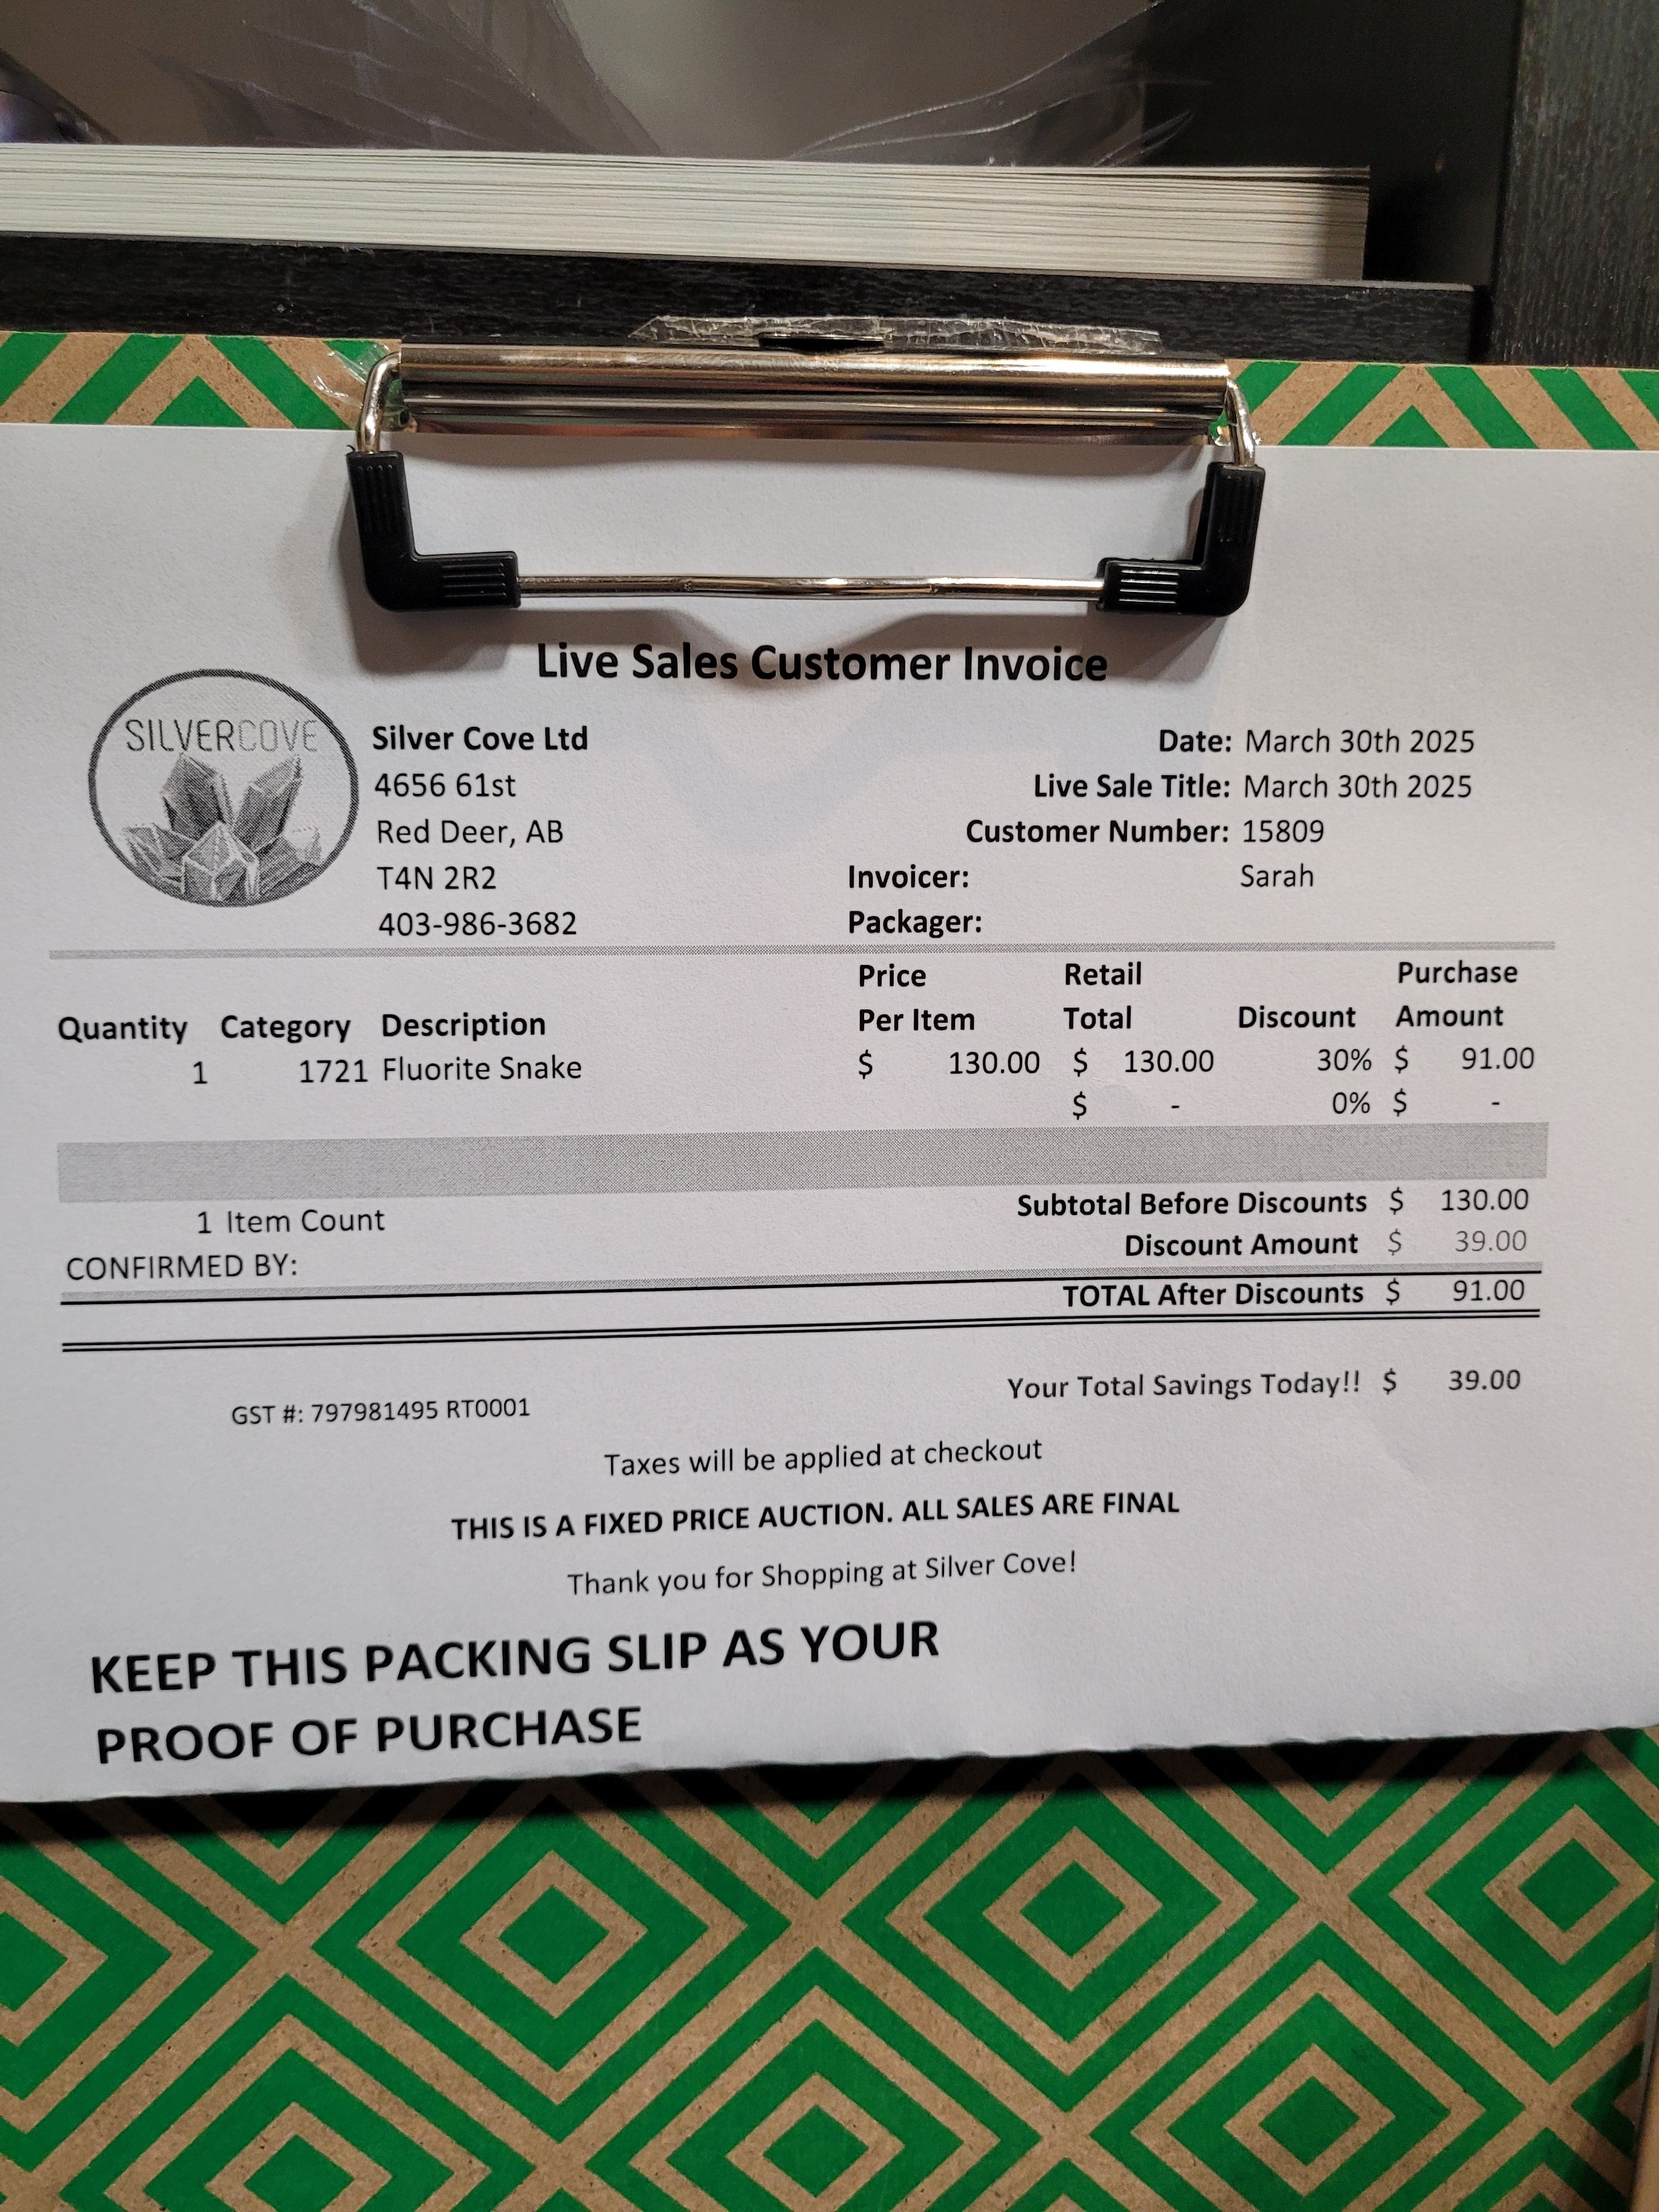 Live Sales Customer Invoice
SILVERCOVE
Silver Cove Ltd
4656 61st
Red Deer, AB
T4N 2R2
403-986-3682
Date: March 30th 2025
Live Sale Title: March 30th 2025
Customer Number: 15809
Invoicer: Sarah
Packager:
Quantity Category Description Price Per Item Retail Total Discount Purchase Amount
1 1721 Fluorite Snake $ 130.00 $ 130.00 30% $ 91.00
$ - 0% $ -
1 Item Count
CONFIRMED BY:
Subtotal Before Discounts $ 130.00
Discount Amount $ 39.00
TOTAL After Discounts $ 91.00
Your Total Savings Today!! $ 39.00
GST #: 797981495 RT0001
Taxes will be applied at checkout
THIS IS A FIXED PRICE AUCTION. ALL SALES ARE FINAL
Thank you for Shopping at Silver Cove!
KEEP THIS PACKING SLIP AS YOUR
PROOF OF PURCHASE